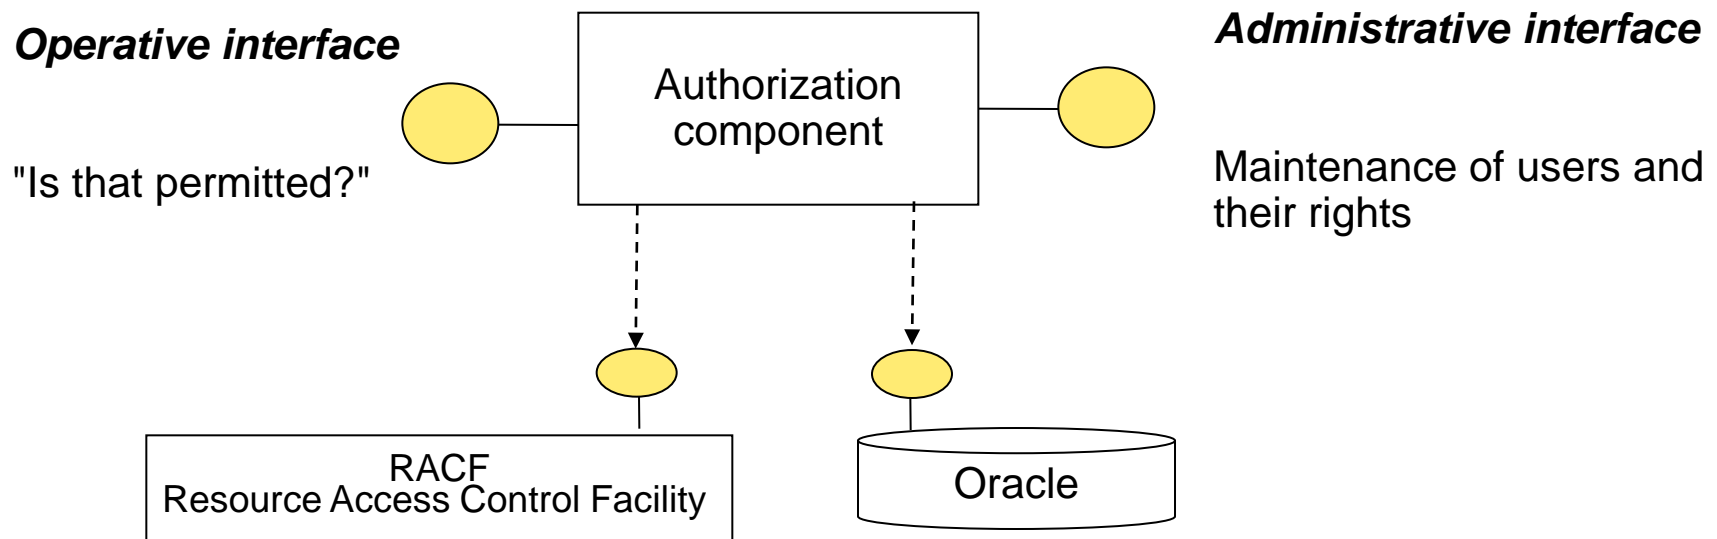 Operative interface
"Is that permitted?"
Authorization
component
Administrative interface
Maintenance of users and
their rights
RACF
Resource Access Control Facility
Oracle